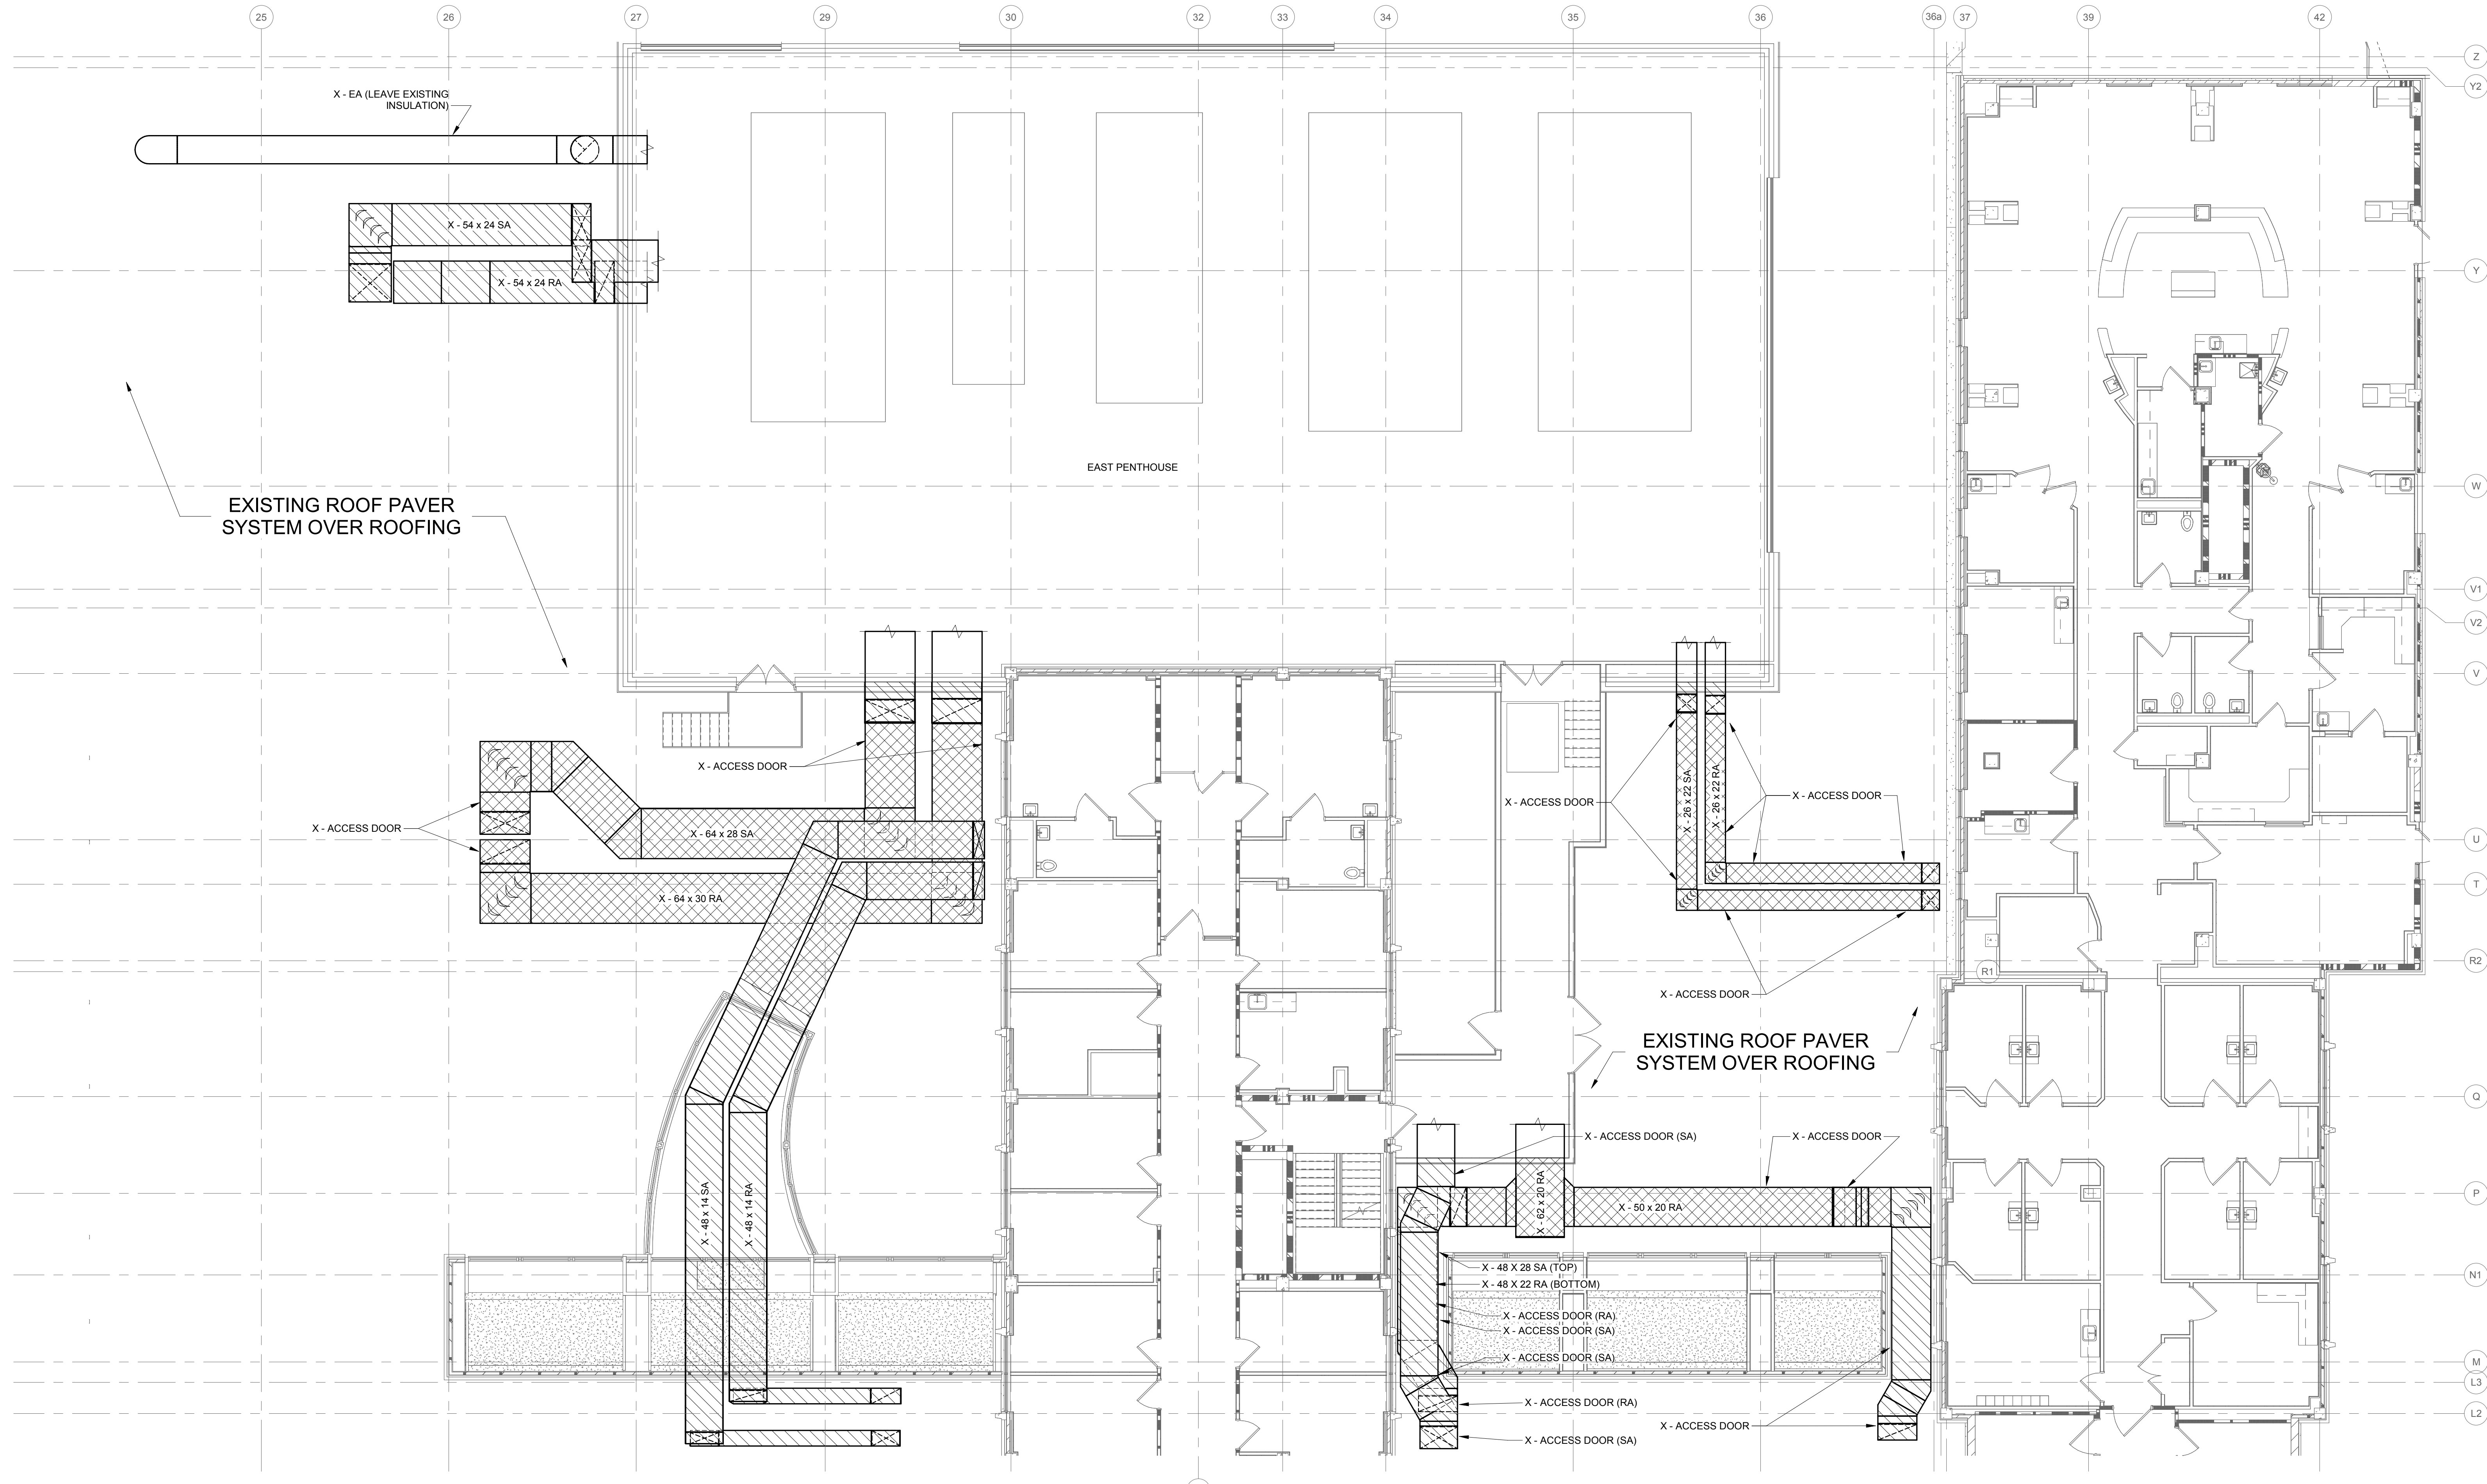 25
26
27
29
30
32
33
34
35
36
36a
37
39
42
Z
Y2
X - EA (LEAVE EXISTING
INSULATION)
X - 54 x 24 SA
Y
X - 54 x 24 RA
EAST PENTHOUSE
W
EXISTING ROOF PAVER
SYSTEM OVER ROOFING
V1
V2
V
X - ACCESS DOOR
X - 26 x 22 SA
X - 26 x 22 RA
X - ACCESS DOOR
X - ACCESS DOOR
X - ACCESS DOOR
X - 64 x 28 SA
U
T
X - 64 x 30 RA
R2
R1
X - ACCESS DOOR
EXISTING ROOF PAVER
SYSTEM OVER ROOFING
Q
X - ACCESS DOOR (SA)
X - ACCESS DOOR
P
X - 48 x 14 SA
X - 48 x 14 RA
X - 62 x 20 RA
X - 50 x 20 RA
X - 48 X 28 SA (TOP)
N1
X - 48 X 22 RA (BOTTOM)
X - ACCESS DOOR (RA)
X - ACCESS DOOR (SA)
X - ACCESS DOOR (SA)
M
L3
X - ACCESS DOOR (RA)
L2
X - ACCESS DOOR
X - ACCESS DOOR (SA)